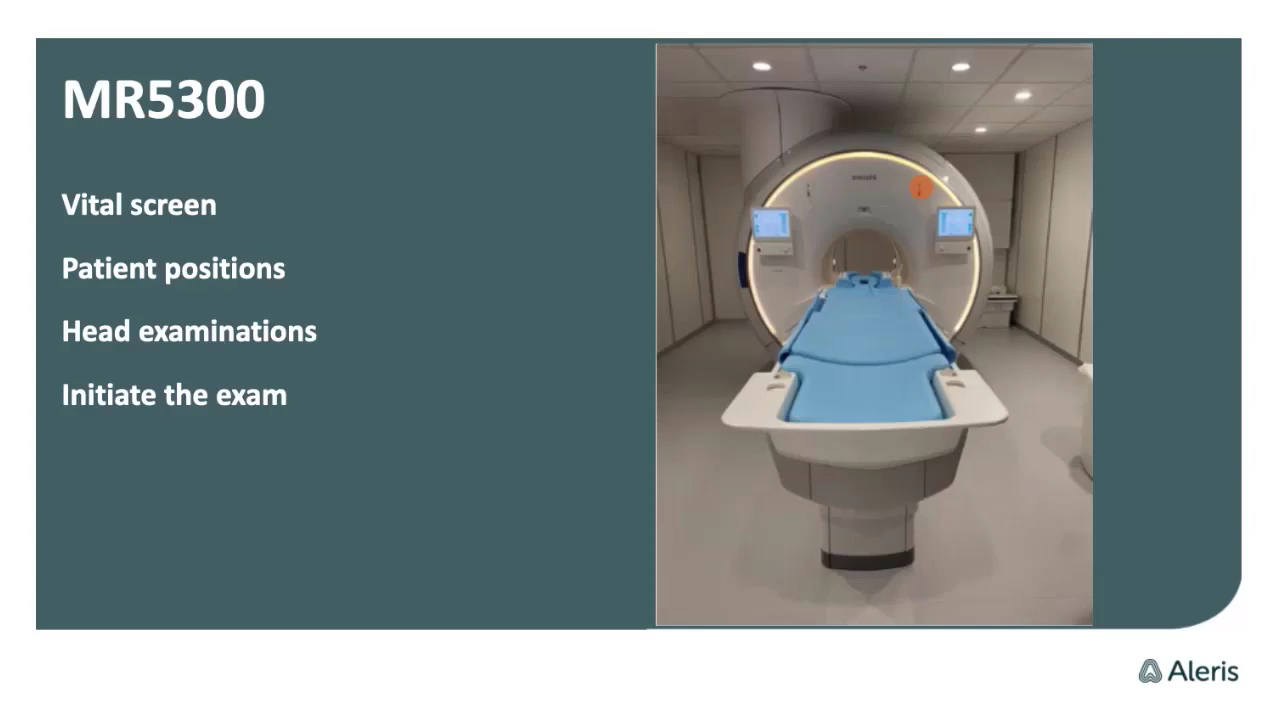 MR5300
Vital screen
Patient positions
Head examinations
Initiate the exam
Aleris